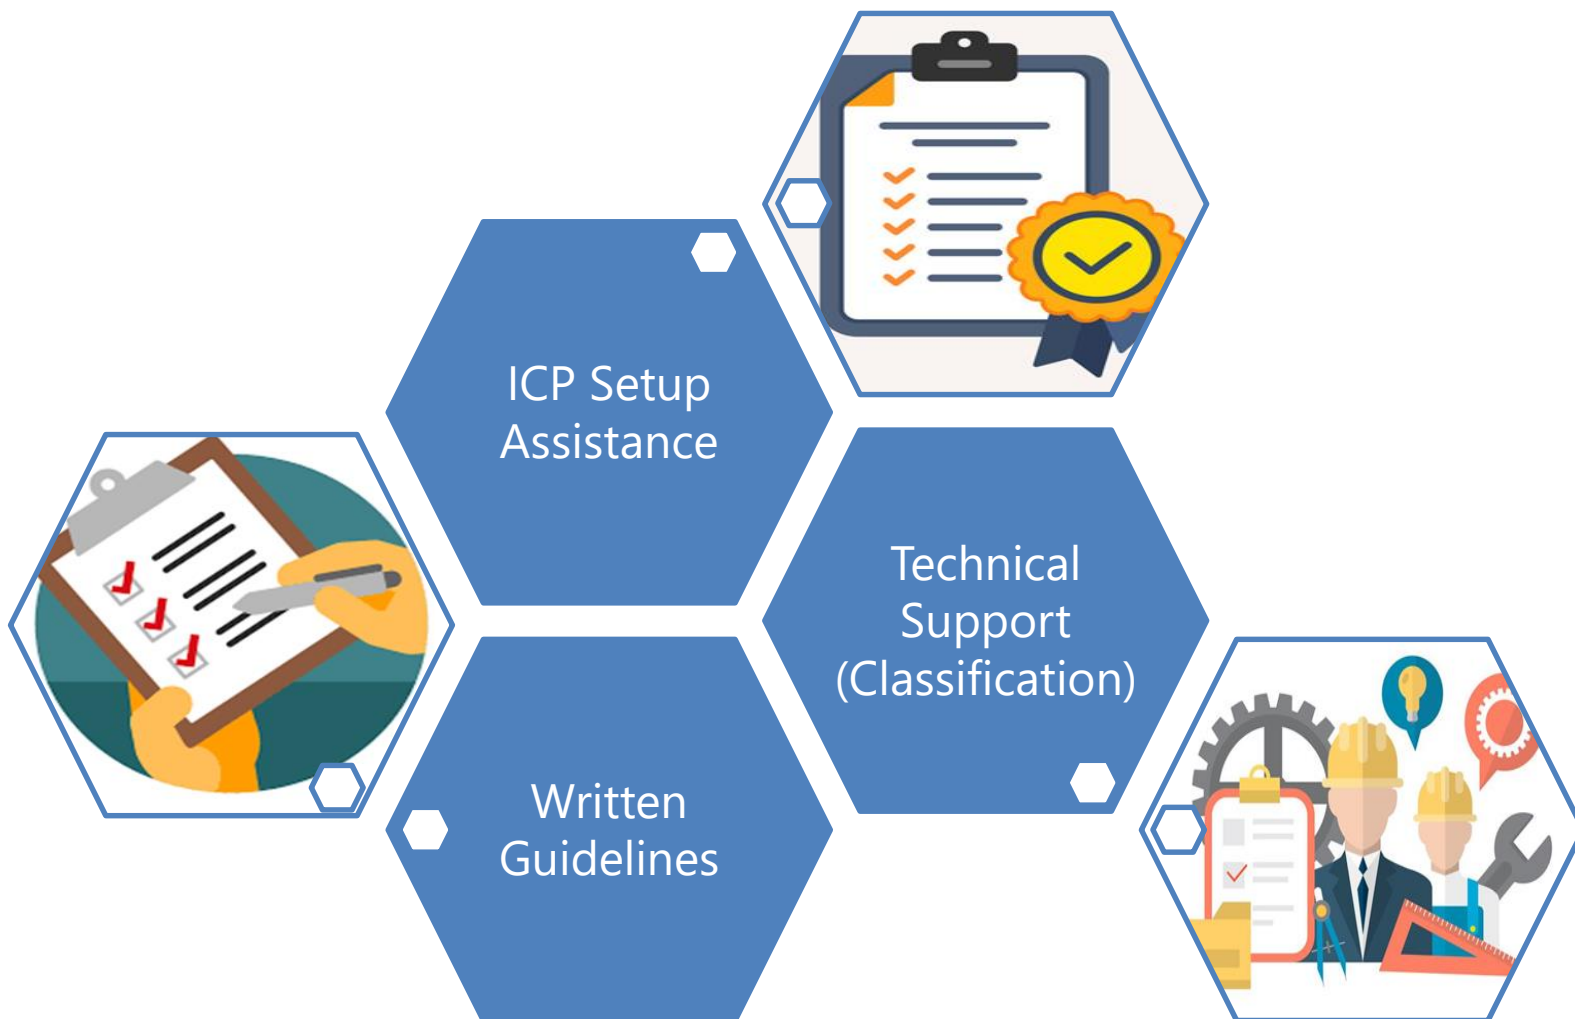 ICP Setup
Assistance
Technical
Support
(Classification)
Written
Guidelines